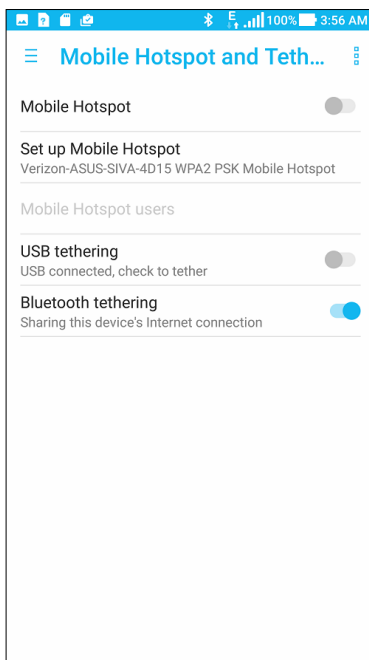 E 100% 3:56 AM
Mobile Hotspot and Teth...
Mobile Hotspot
Set up Mobile Hotspot
Verizon-ASUS-SIVA-4D15 WPA2 PSK Mobile Hotspot
Mobile Hotspot users
USB tethering
USB connected, check to tether
Bluetooth tethering
Sharing this device's Internet connection